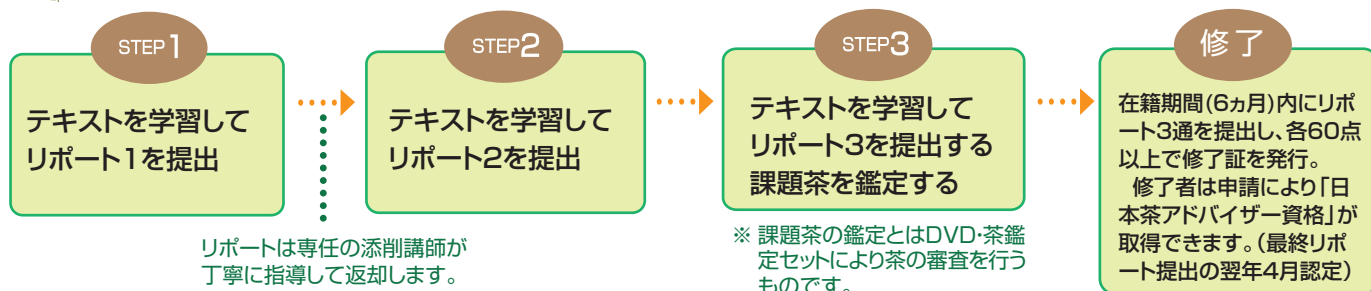 STEP1
テキストを学習して
リポート1を提出
リポートは専任の添削講師が
丁寧に指導して返却します。
STEP2
テキストを学習して
リポート2を提出
STEP3
テキストを学習して
リポート3を提出する
課題茶を鑑定する
※ 課題茶の鑑定とはDVD・茶鑑
定セットにより茶の審査を行う
ものです。
修了
在籍期間(6ヵ月)内にリポ
ート3通を提出し、各60点
以上で修了証を発行。
修了者は申請により「日
本茶アドバイザー資格」が
取得できます。(最終リポ
ート提出の翌年4月認定)